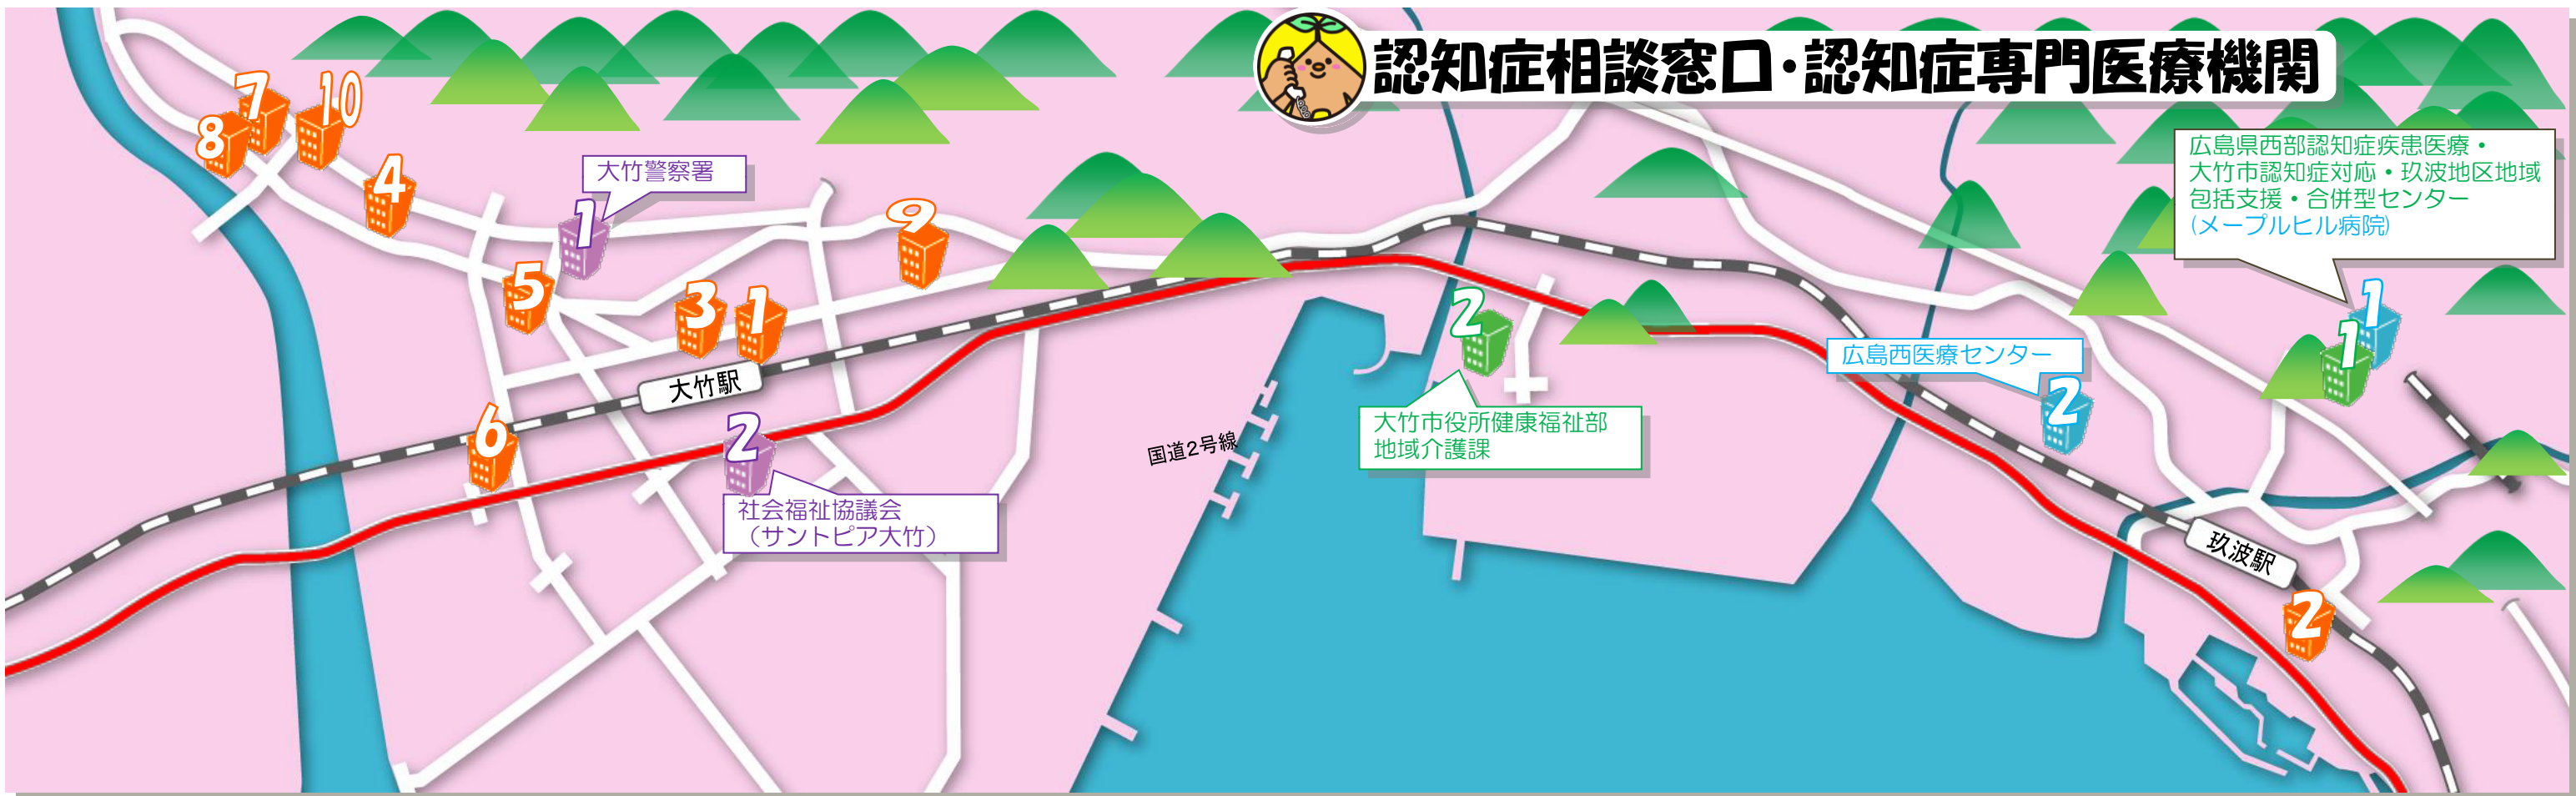 認知症相談窓口・認知症専門医療機関
広島県西部認知症疾患医療・
大竹市認知症対応・玖波地区地域
包括支援・合併型センター
(メープルヒル病院)
7
10
8
4
大竹警察署
1
9
5
3
1
2
1
1
広島西医療センター
2
大竹駅
6
2
国道2号線
大竹市役所健康福祉部
地域介護課
社会福祉協議会
（サントピア大竹）
玖波駅
2